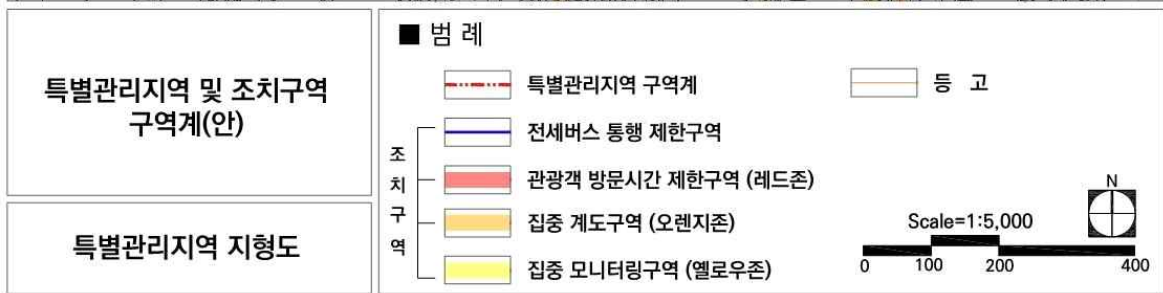 특별관리지역 및 조치구역
구역계(안)
특별관리지역 지형도
■ 범 례
특별관리지역 구역계
등 고
조치구역
전세버스 통행 제한구역
관광객 방문시간 제한구역 (레드존)
집중 계도구역 (오렌지존)
집중 모니터링구역 (옐로우존)
N
Scale=1:5,000
0 100 200 400